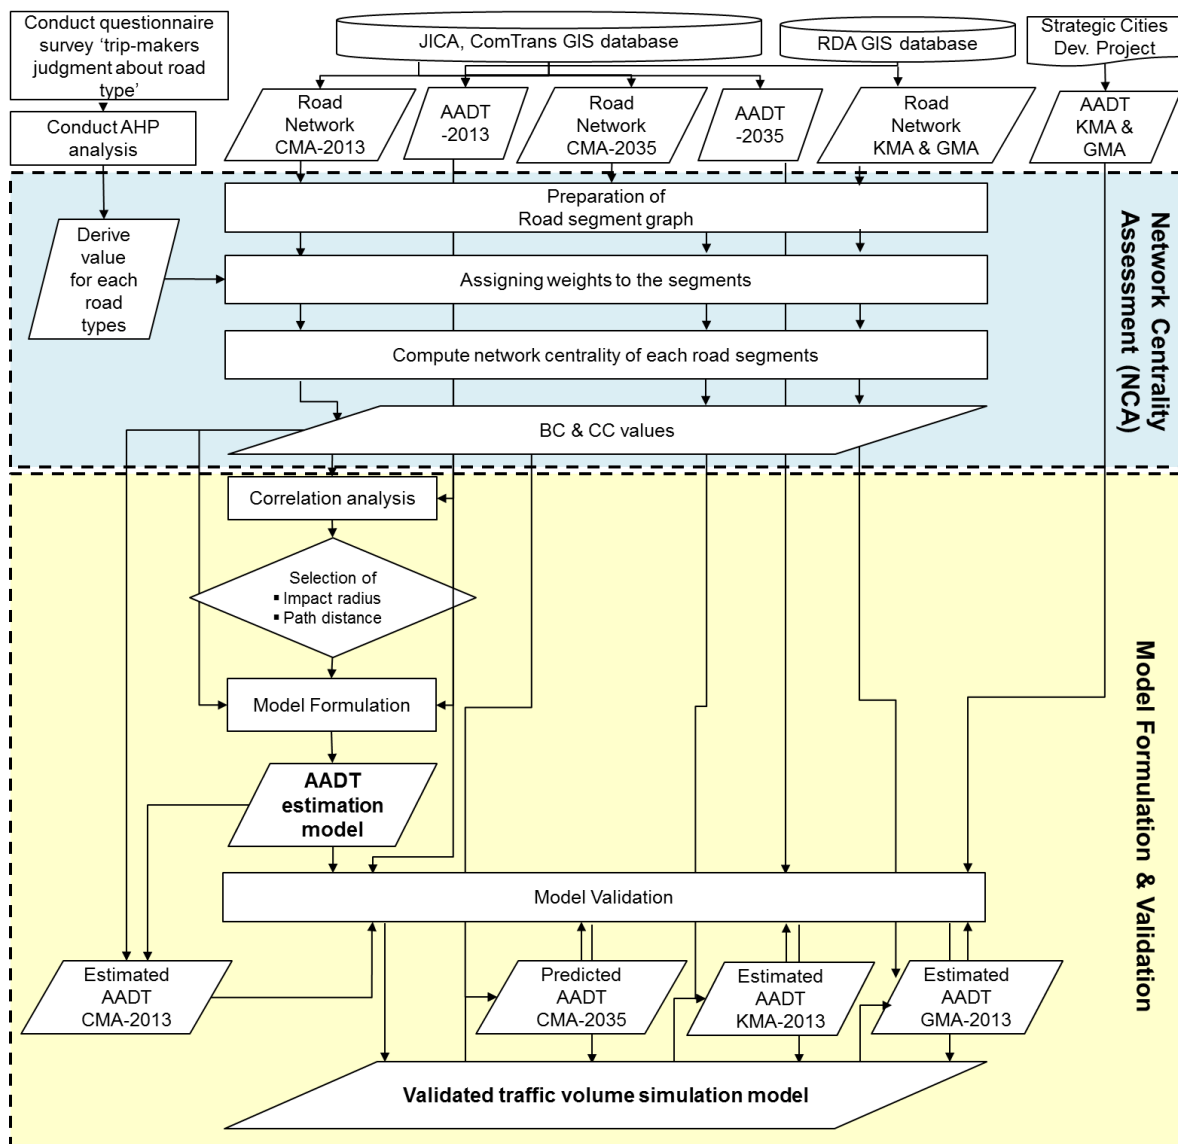 Conduct questionnaire
survey ‘trip-makers
judgment about road
type’
JICA, ComTrans GIS database
RDA GIS database
Strategic Cities
Dev. Project
Conduct AHP
analysis
Road
Network
CMA-2013
AADT
-2013
Road
Network
CMA-2035
AADT
-2035
Road
Network
KMA & GMA
AADT
KMA &
GMA
Network Centrality
Assessment (NCA)
Derive
value
for each
road
types
Preparation of
Road segment graph
Assigning weights to the segments
Compute network centrality of each road segments
BC & CC values
Model Formulation & Validation
Correlation analysis
Selection of
▪ Impact radius
▪ Path distance
Model Formulation
AADT
estimation
model
Model Validation
Estimated
AADT
CMA-2013
Predicted
AADT
CMA-2035
Estimated
AADT
KMA-2013
Estimated
AADT
GMA-2013
Validated traffic volume simulation model